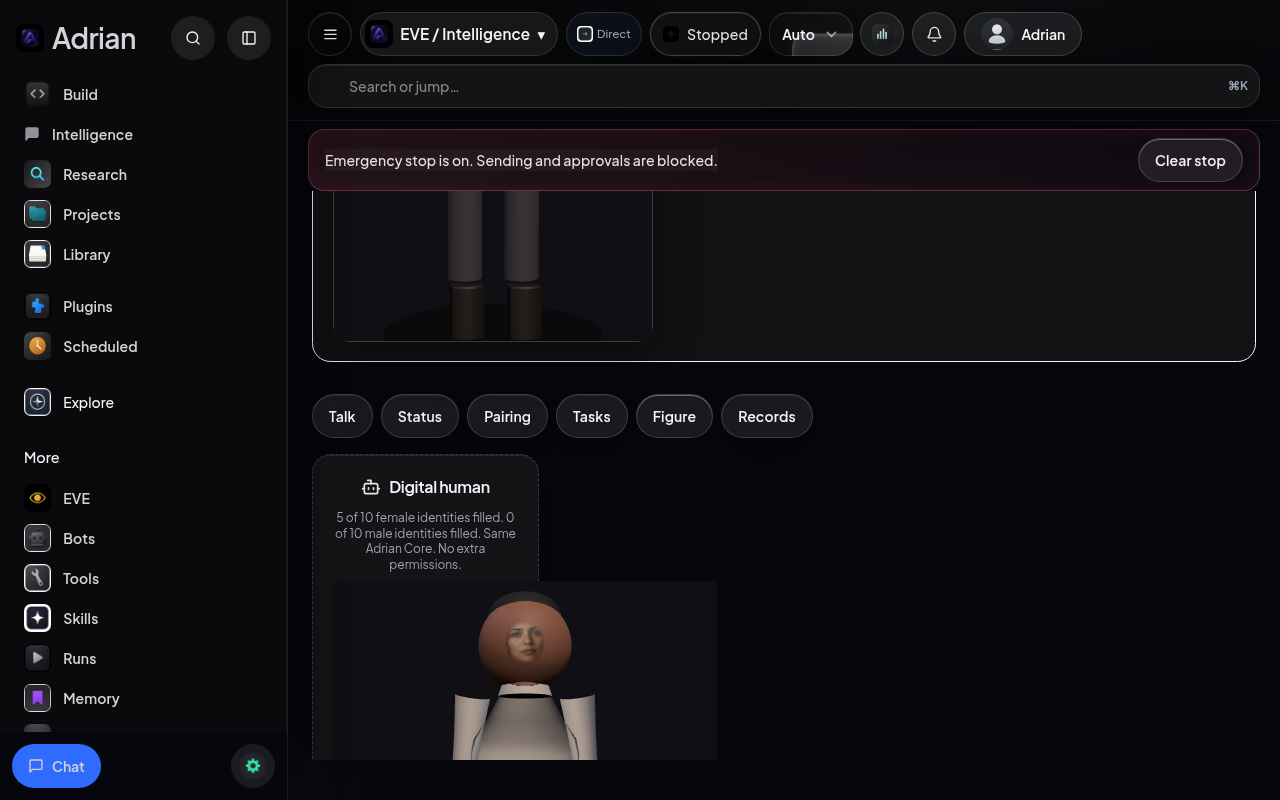 Adrian
Build
Intelligence
Research
Projects
Library
Plugins
Scheduled
Explore
More
EVE
Bots
Tools
Skills
Runs
Memory
Chat
EVE / Intelligence ▾
Direct
Stopped
Auto
Adrian
Search or jump…
⌘K
Emergency stop is on. Sending and approvals are blocked.
Clear stop
Talk
Status
Pairing
Tasks
Figure
Records
Digital human
5 of 10 female identities filled. 0
of 10 male identities filled. Same
Adrian Core. No extra
permissions.